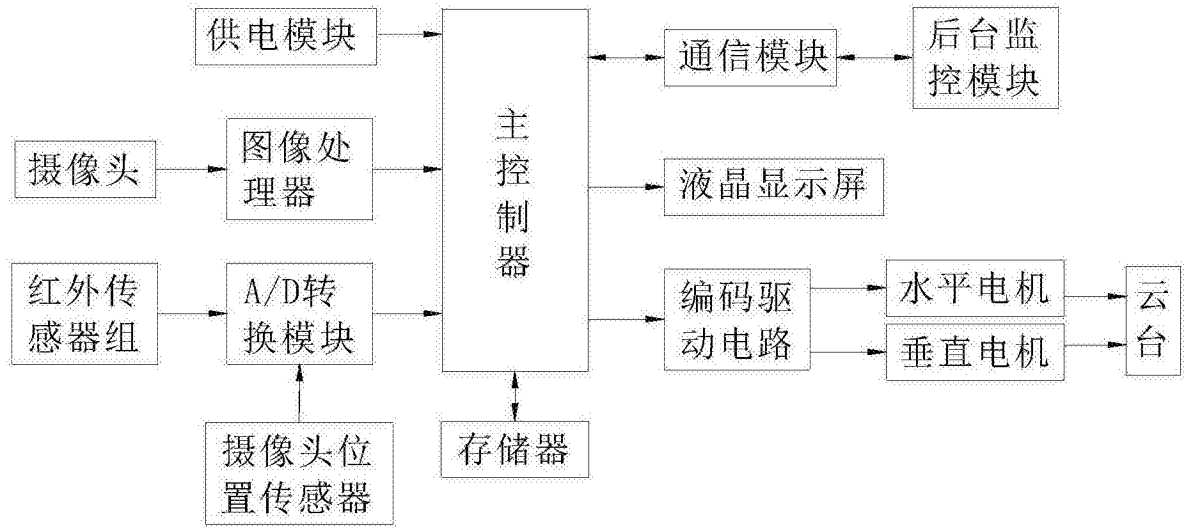 供电模块
主
控
制
器
通信模块
后台监
控模块
摄像头
图像处
理器
液晶显示屏
红外传
感器组
A/D转
换模块
编码驱
动电路
水平电机
垂直电机
云
台
摄像头位
置传感器
存储器